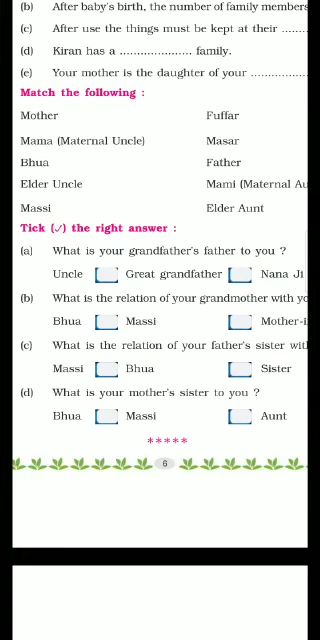 (b) After baby's birth, the number of family members
(c) After use the things must be kept at their ........
(d) Kiran has a ..................... family.
(e) Your mother is the daughter of your ................
Match the following :
Mother Fuffar
Mama (Maternal Uncle) Masar
Bhua Father
Elder Uncle Mami (Maternal
Massi Elder Aunt
Tick (✓) the right answer :
(a) What is your grandfather's father to you ?
Uncle Great grandfather Nana Ji
(b) What is the relation of your grandmother with
Bhua Massi
(c) What is the relation of your father's sister
Massi Bhua Sister
(d) What is your mother's sister to you ?
Bhua Massi Aunt
*****
6